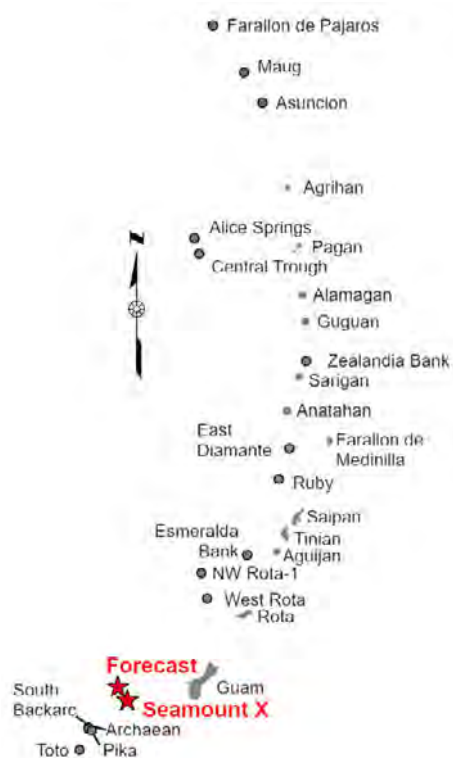 Farallon de Pajaros
Maug
Asuncion
Agrihan
Alice Springs
Pagan
Central Trough
N
Alamagan
Guguan
Zealandia Bank
Sarigan
Anatahan
East
Diamante
Farallon de
Medinilla
Ruby
Saipan
Esmeralda
Bank
Tinian
Aguijan
NW Rota-1
West Rota
Rota
Forecast
Guam
Seamount X
South
Backarc
Archaean
Toto
Pika